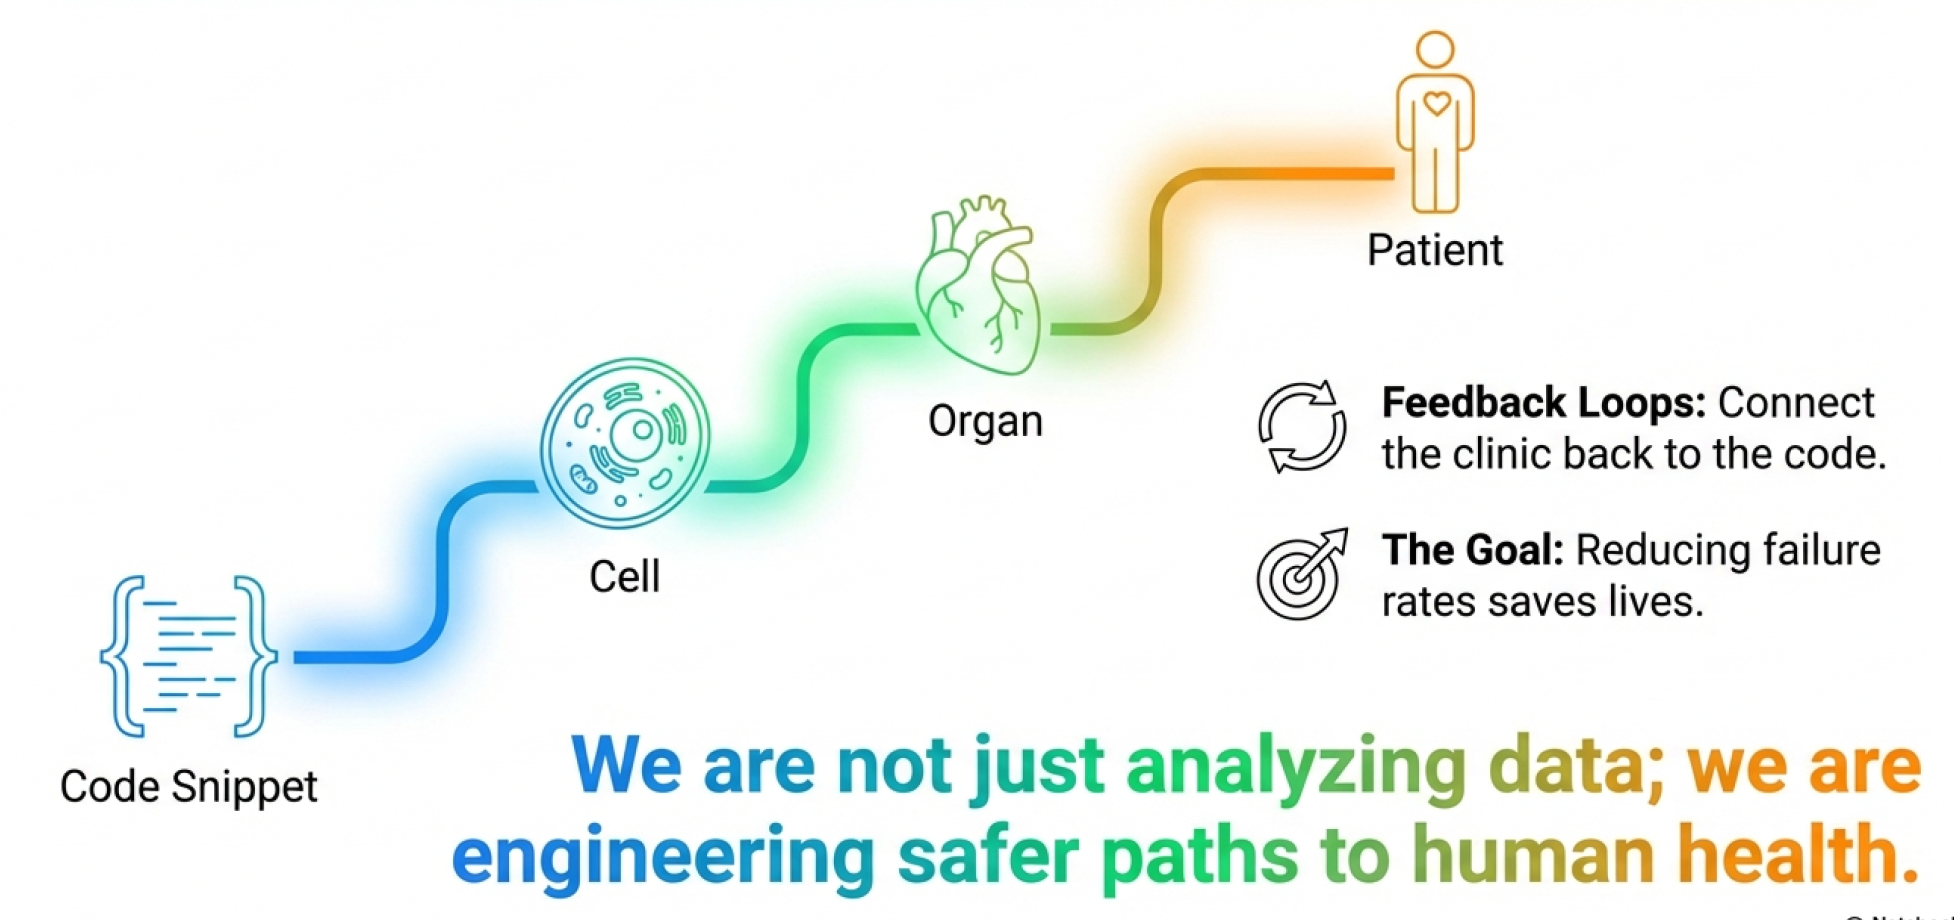 Patient
Organ
Cell
Code Snippet
Feedback Loops: Connect
the clinic back to the code.
The Goal: Reducing failure
rates saves lives.
We are not just analyzing data; we are
engineering safer paths to human health.